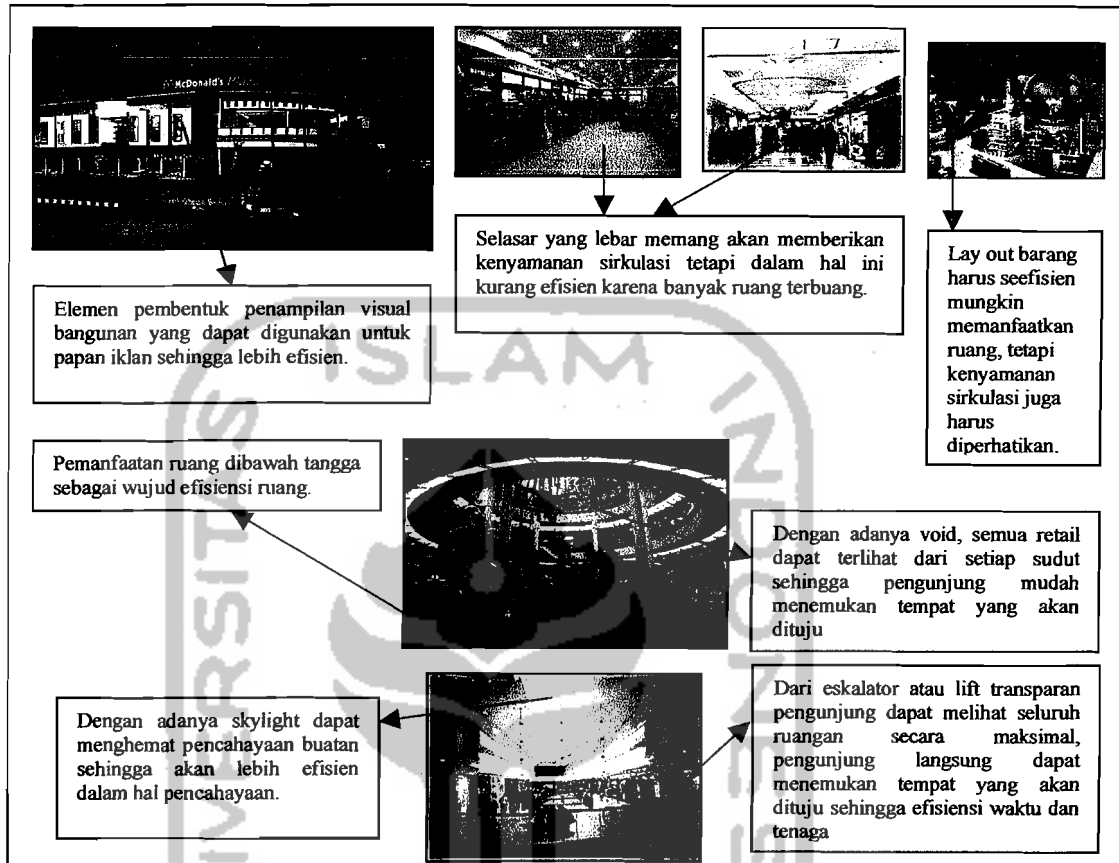 McDonald's
Elemen pembentuk penampilan visual
bangunan yang dapat digunakan untuk
papan iklan sehingga lebih efisien.
Selasar yang lebar memang akan memberikan
kenyamanan sirkulasi tetapi dalam hal ini
kurang efisien karena banyak ruang terbuang.
Lay out barang
harus seefisien
mungkin
memanfaatkan
ruang, tetapi
kenyamanan
sirkulasi juga
harus
diperhatikan.
ISLAM
Pemanfaatan ruang dibawah tangga
sebagai wujud efisiensi ruang.
Dengan adanya void, semua retail
dapat terlihat dari setiap sudut
sehingga pengunjung mudah
menemukan tempat yang akan
dituju
Dengan adanya skylight dapat
menghemat pencahayaan buatan
sehingga akan lebih efisien
dalam hal pencahayaan.
Dari eskalator atau lift transparan
pengunjung dapat melihat seluruh
ruangan secara maksimal,
pengunjung langsung dapat
menemukan tempat yang akan
dituju sehingga efisiensi waktu dan
tenaga